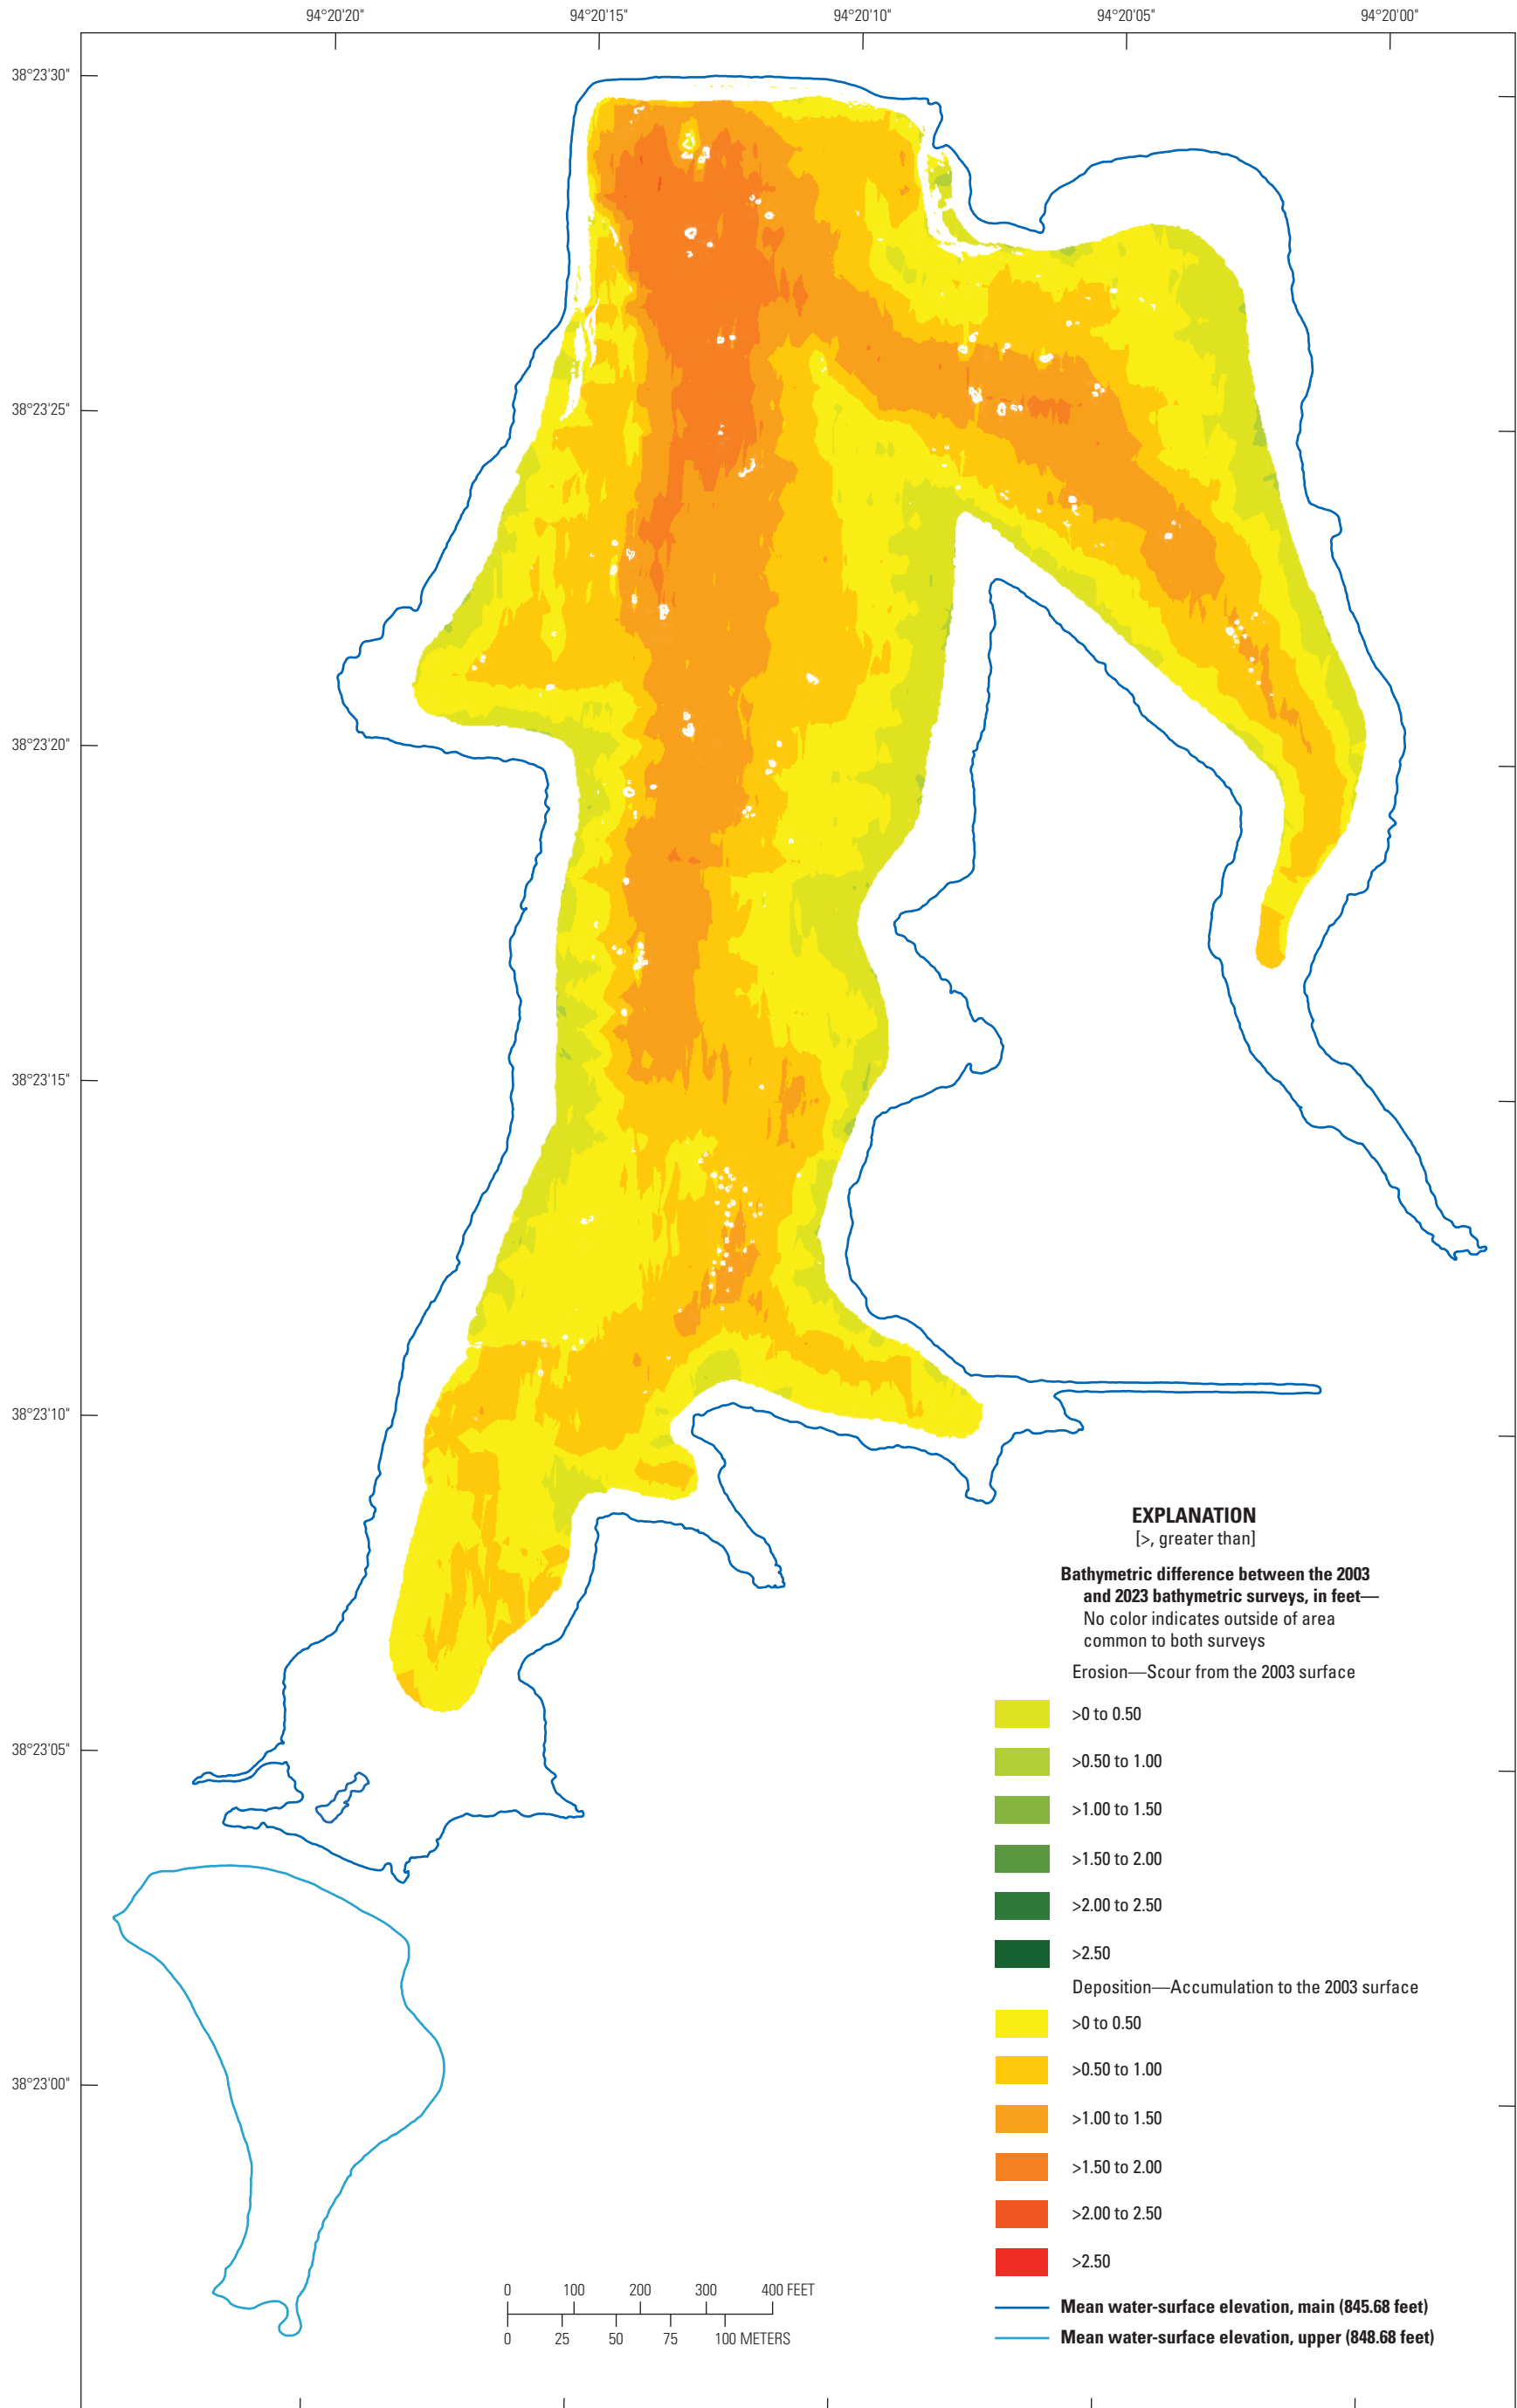 94°20'20" 94°20'15" 94°20'10" 94°20'05" 94°20'00"
38°23'30"
38°23'25"
38°23'20"
38°23'15"
38°23'10"
38°23'05"
38°23'00"
EXPLANATION
[>, greater than]
Bathymetric difference between the 2003
and 2023 bathymetric surveys, in feet—
No color indicates outside of area
common to both surveys
Erosion—Scour from the 2003 surface
>0 to 0.50
>0.50 to 1.00
>1.00 to 1.50
>1.50 to 2.00
>2.00 to 2.50
>2.50
Deposition—Accumulation to the 2003 surface
>0 to 0.50
>0.50 to 1.00
>1.00 to 1.50
>1.50 to 2.00
>2.00 to 2.50
>2.50
Mean water-surface elevation, main (845.68 feet)
Mean water-surface elevation, upper (848.68 feet)
0 100 200 300 400 FEET
0 25 50 75 100 METERS